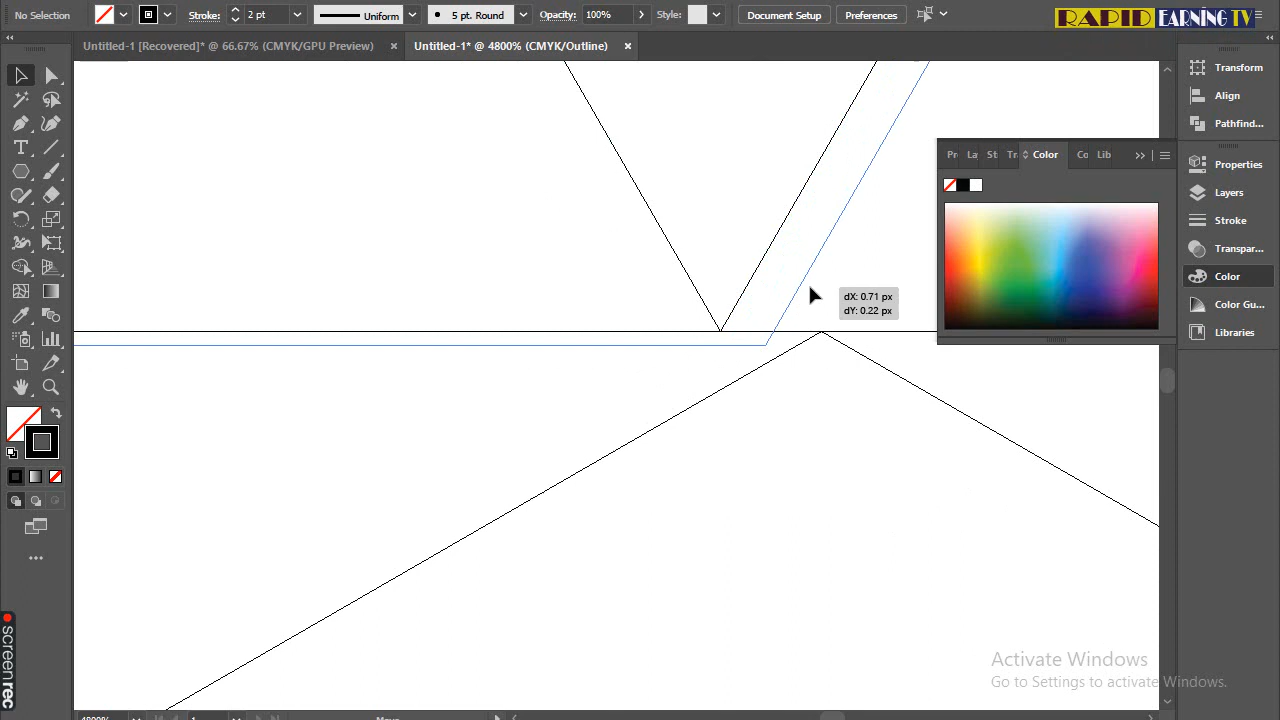 No Selection
Stroke:
2 pt
Uniform
5 pt. Round
Opacity:
100%
Style:
Document Setup
Preferences
RAPID EARNING TV
Untitled-1 [Recovered]* @ 66.67% (CMYK/GPU Preview)
Untitled-1* @ 4800% (CMYK/Outline)
Transform
Align
Pathfind...
Properties
Layers
Stroke
Transpar...
Color
Color Gu...
Libraries
Pr
La
St
Tr
Color
Co
Lib
dX: 0.71 px
dY: 0.22 px
screenrec
Activate Windows
Go to Settings to activate Windows.
4800%
1
Move